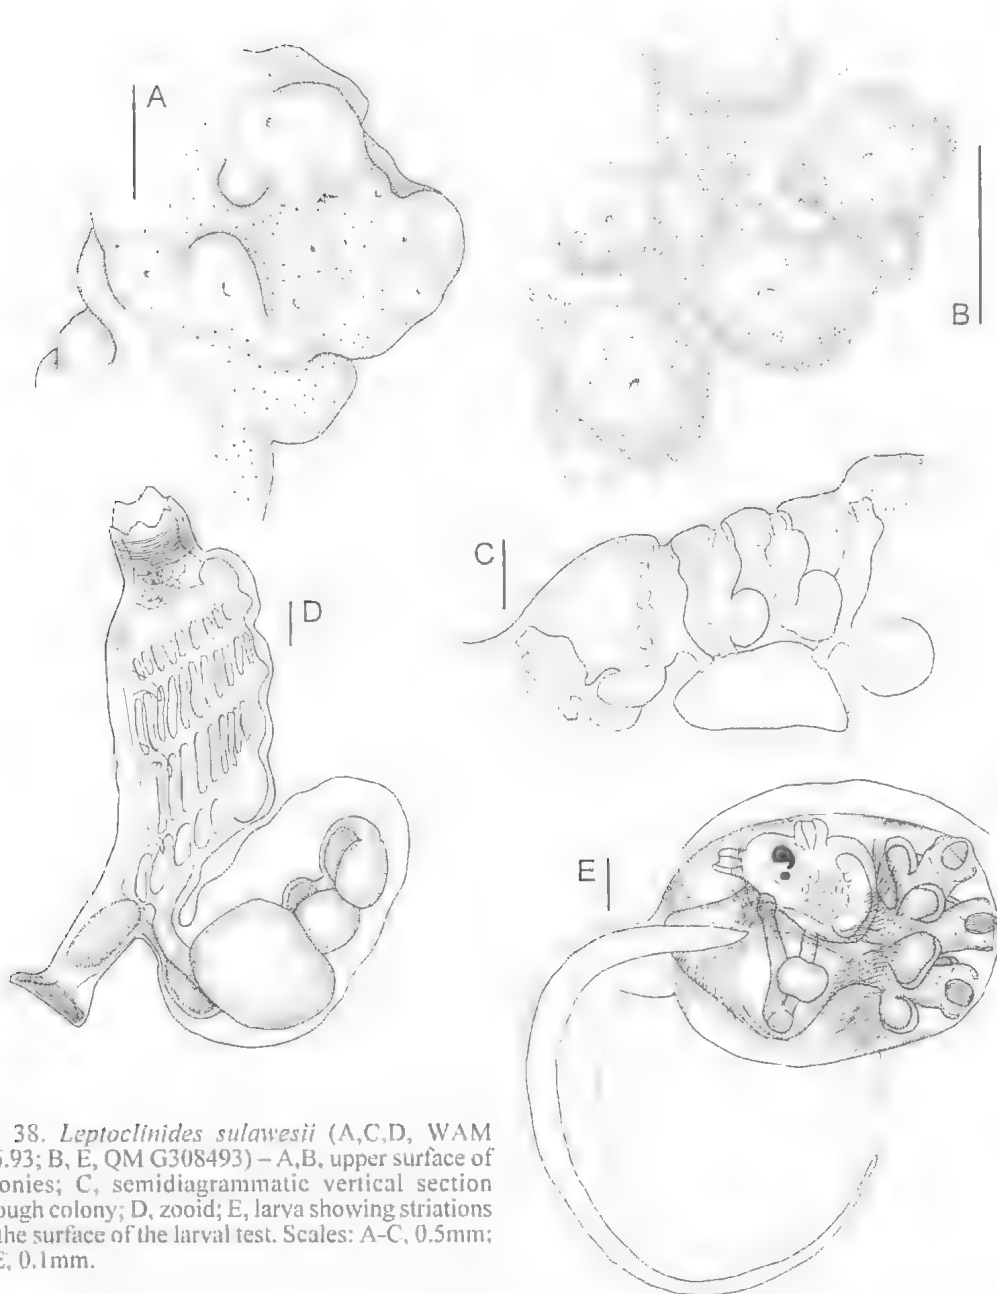 A
B
C
D
E
38. Leptoclinides sulawesii (A,C,D, WAM
.93; B, E, QM G308493) – A,B, upper surface of
onies; C, semidiagrammatic vertical section
ough colony; D, zooid; E, larva showing striations
the surface of the larval test. Scales: A-C, 0.5mm;
E, 0.1mm.